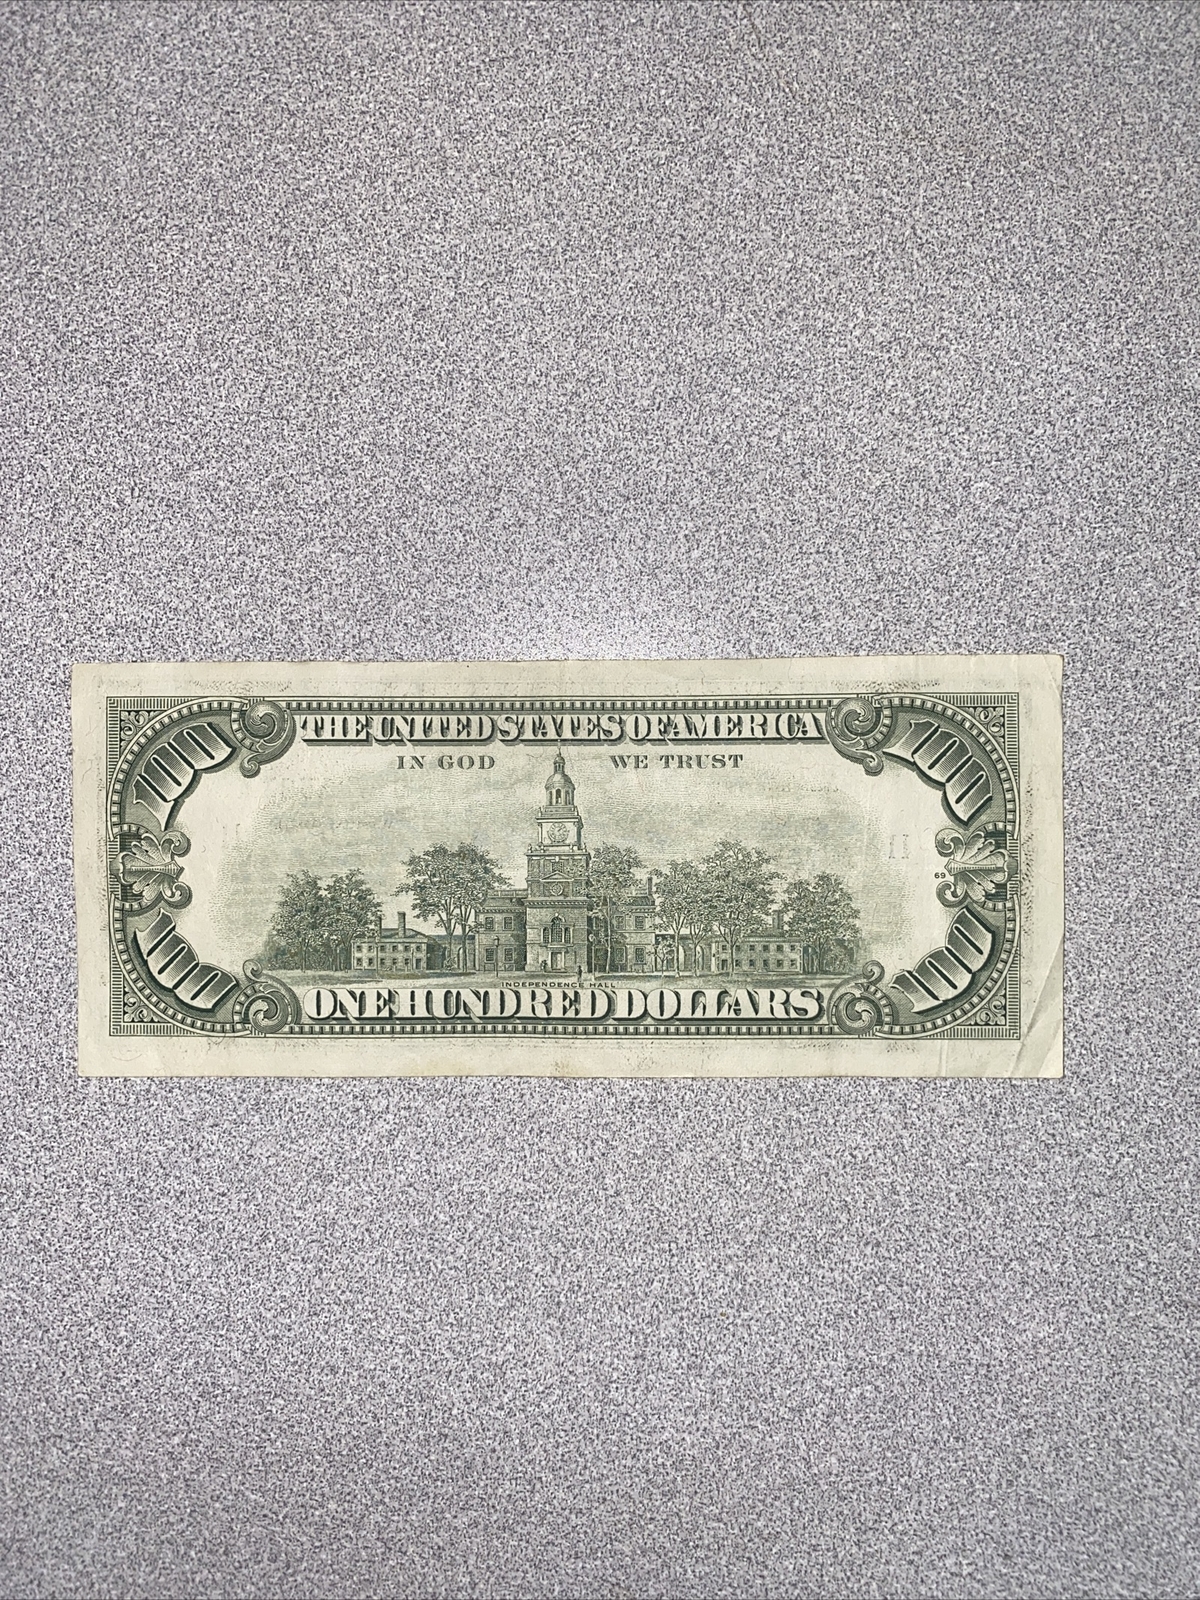 THE UNITED STATES OF AMERICA
IN GOD WE TRUST
100 100
69
100 100
INDEPENDENCE HALL
ONE HUNDRED DOLLARS